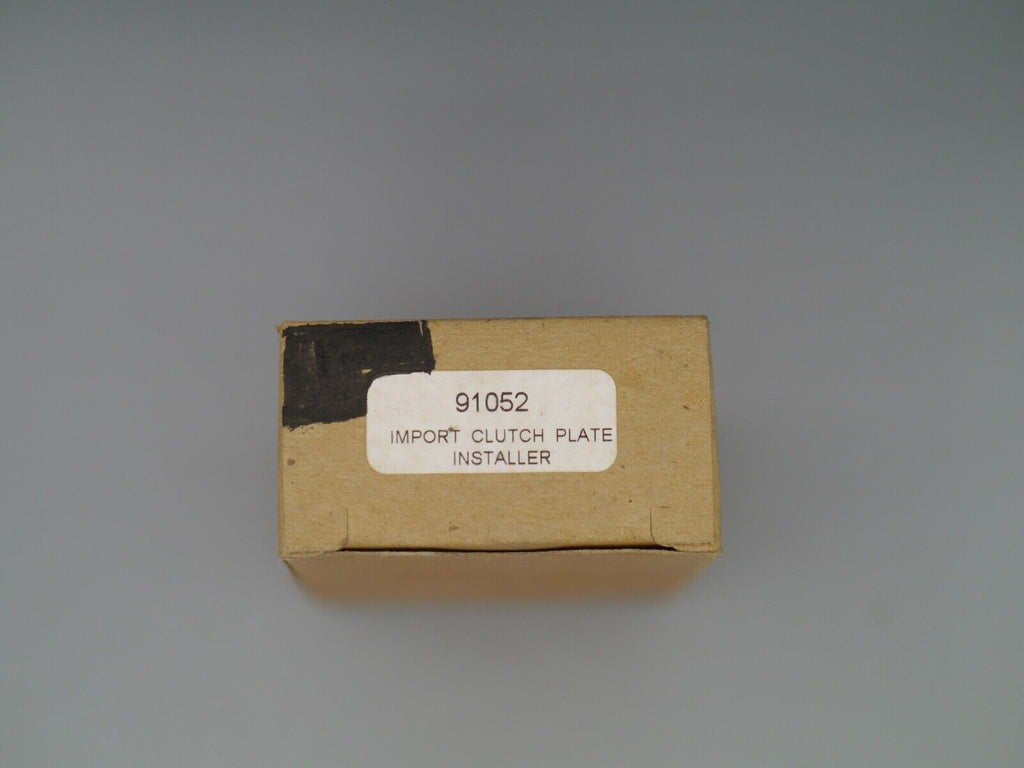 91052
IMPORT CLUTCH PLATE
INSTALLER